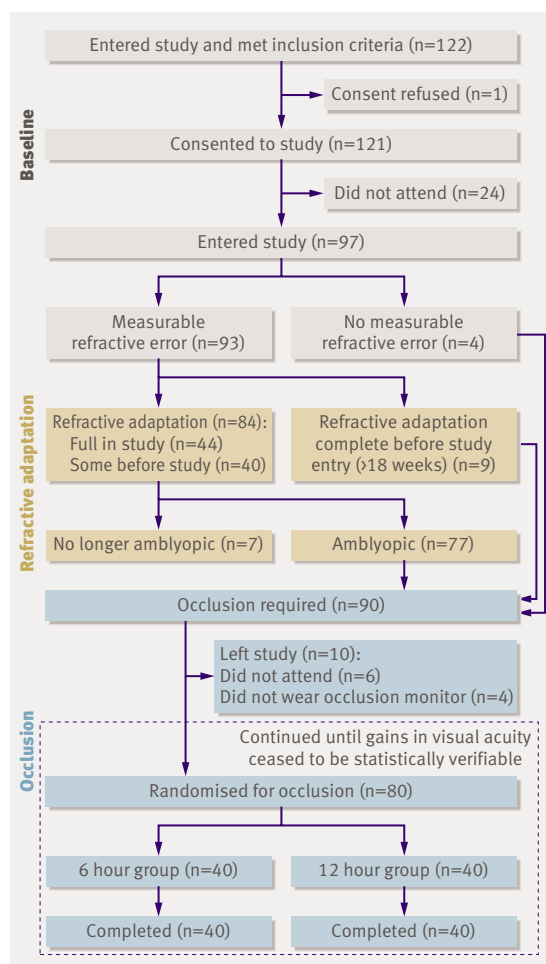 Baseline
Entered study and met inclusion criteria (n=122)
Consent refused (n=1)
Consented to study (n=121)
Did not attend (n=24)
Entered study (n=97)
Measurable
refractive error (n=93)
No measurable
refractive error (n=4)
Refractive adaptation
Refractive adaptation (n=84):
Full in study (n=44)
Some before study (n=40)
Refractive adaptation
complete before study
entry (>18 weeks) (n=9)
No longer amblyopic (n=7)
Amblyopic (n=77)
Occlusion
Occlusion required (n=90)
Left study (n=10):
Did not attend (n=6)
Did not wear occlusion monitor (n=4)
Continued until gains in visual acuity
ceased to be statistically verifiable
Randomised for occlusion (n=80)
6 hour group (n=40)
12 hour group (n=40)
Completed (n=40)
Completed (n=40)